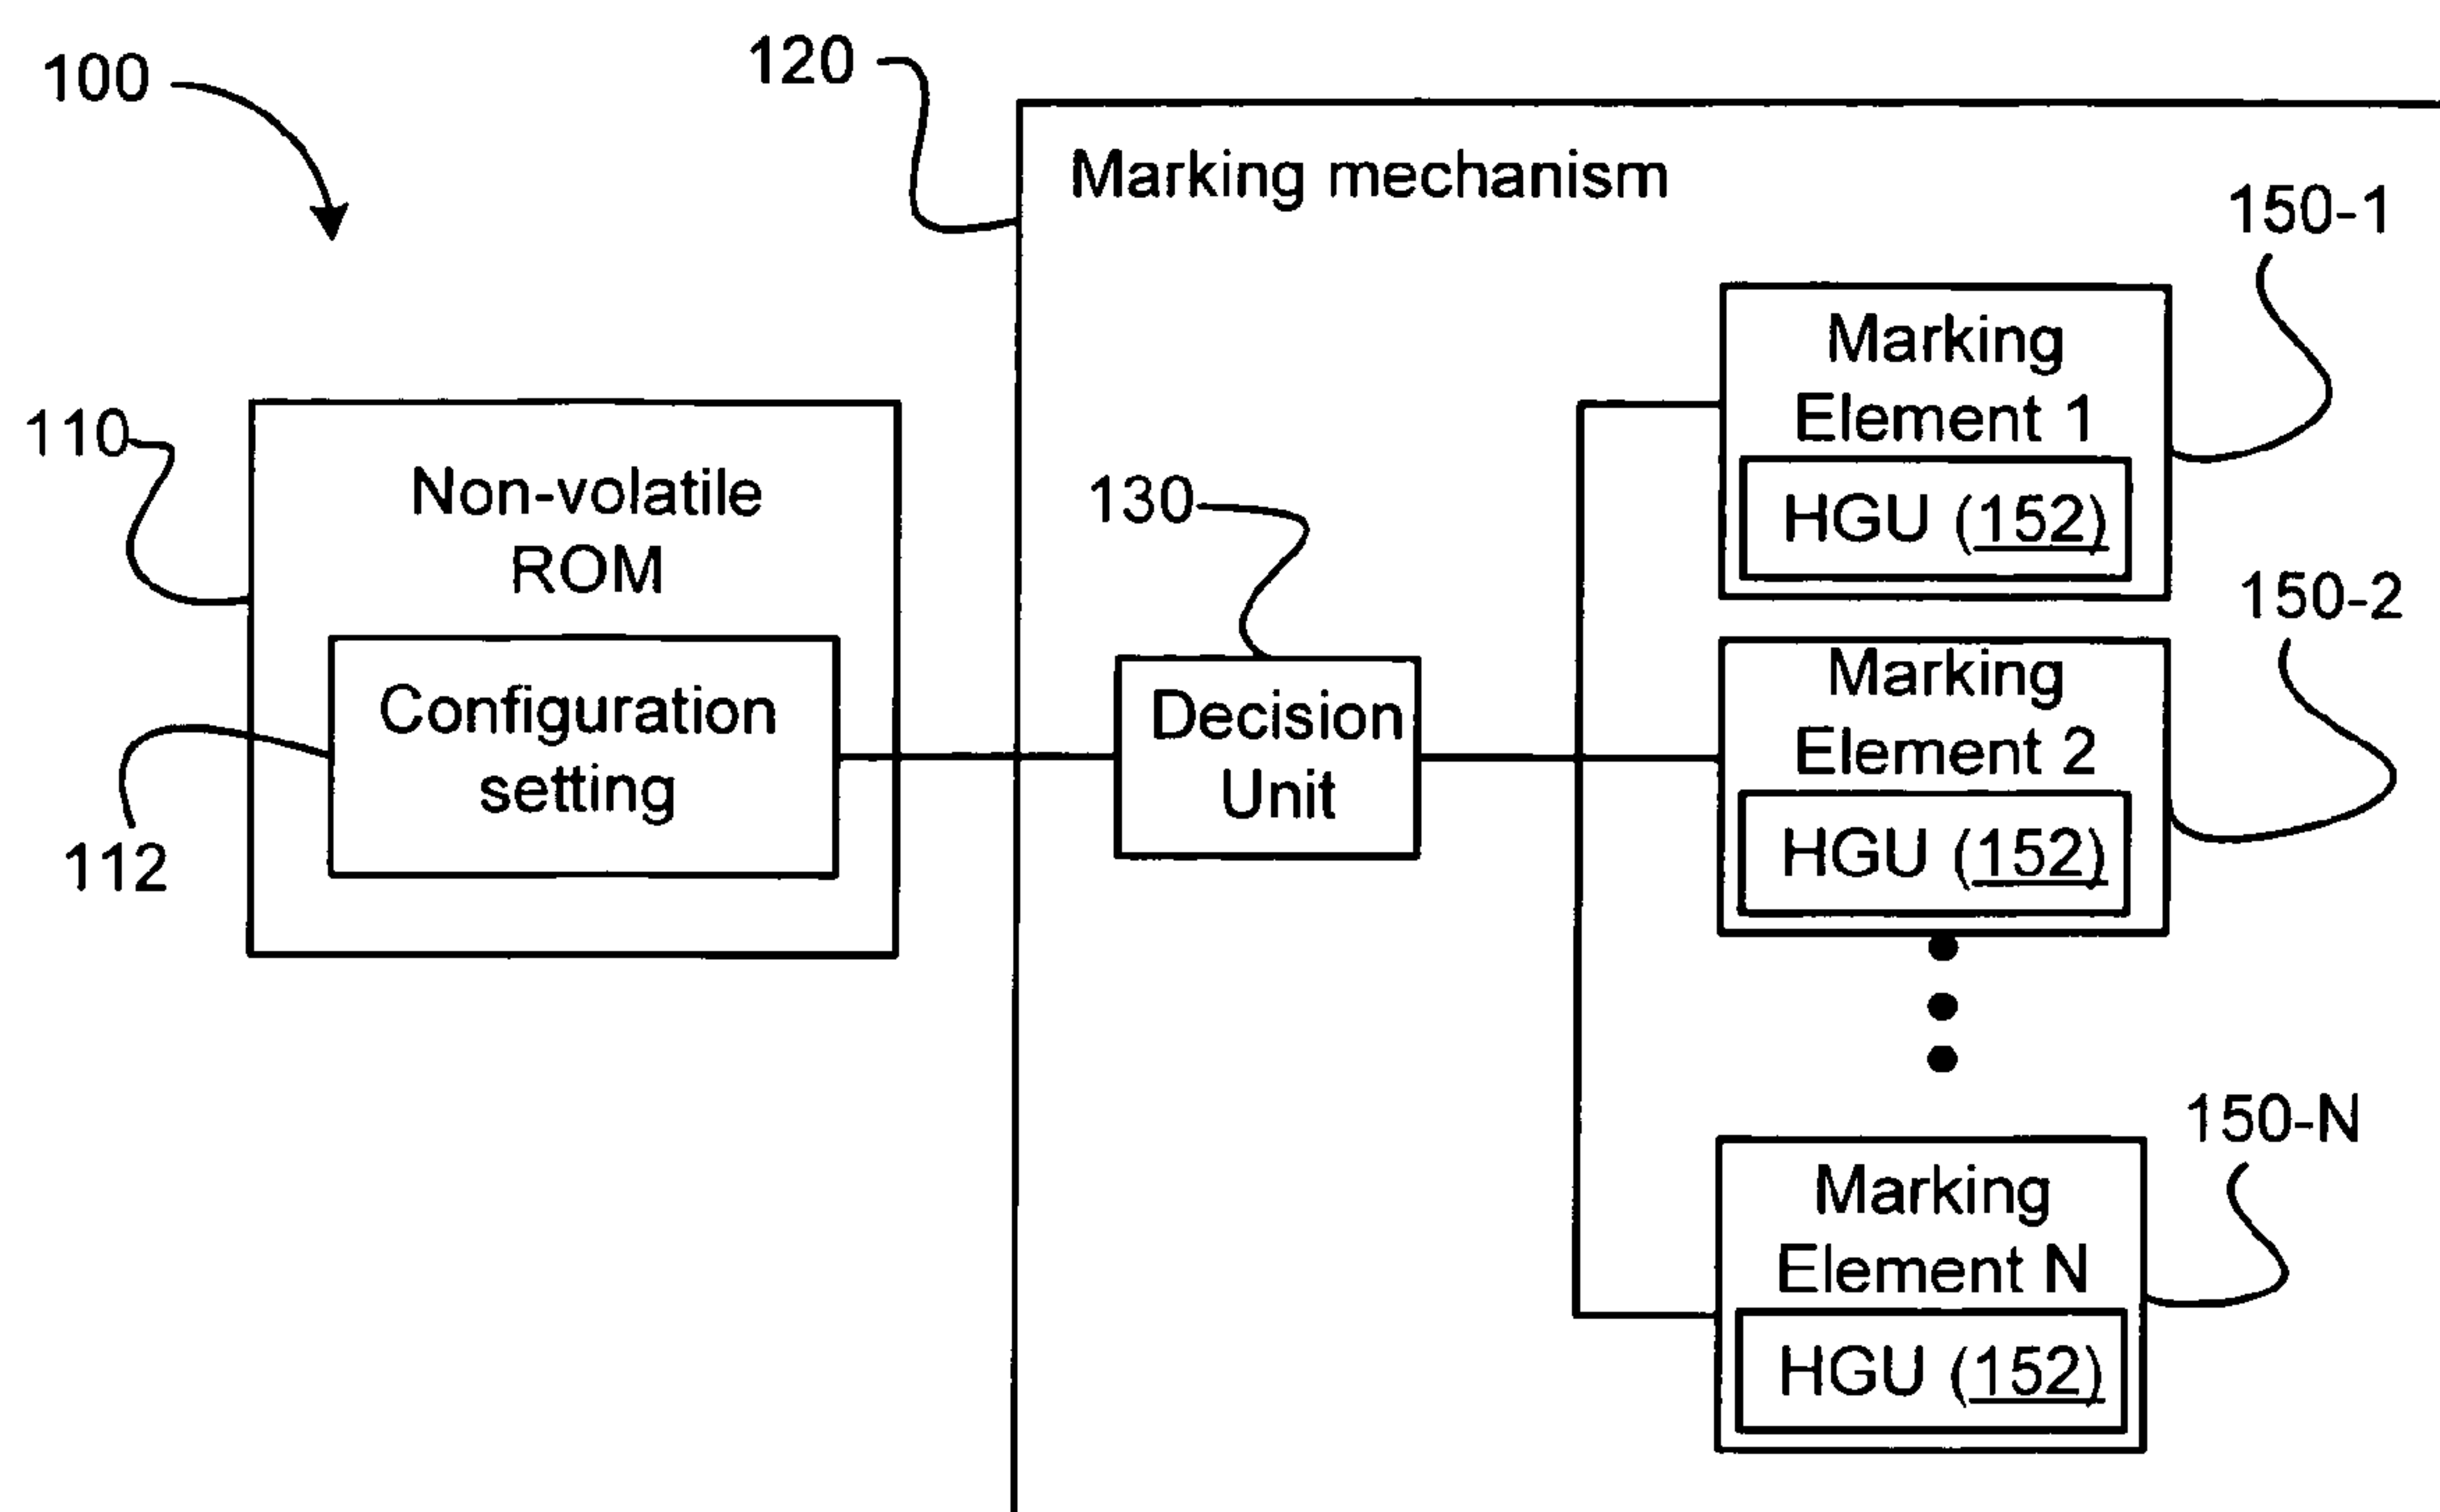 100
120
Marking mechanism
150-1
Marking
Element 1
HGU (152)
110
Non-volatile
ROM
130
150-2
Configuration
setting
Decision
Unit
Marking
Element 2
HGU (152)
112
150-N
Marking
Element N
HGU (152)